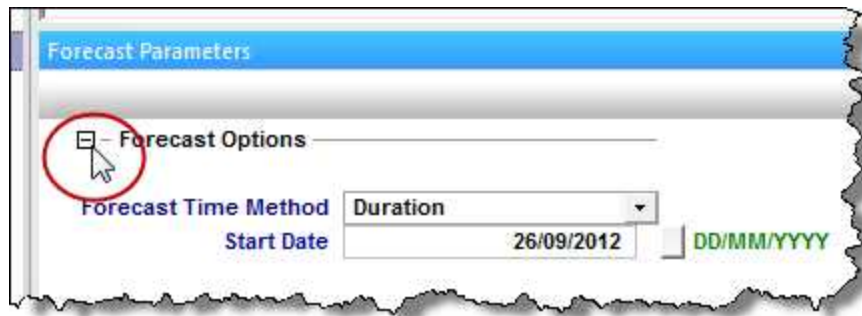 Forecast Parameters
Forecast Options
Forecast Time Method Duration
Start Date 26/09/2012 DD/MM/YYYY